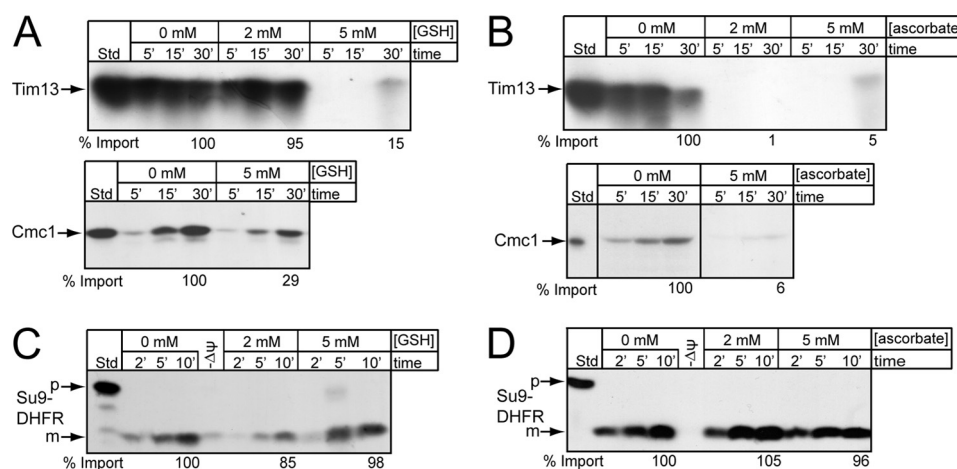 A
0 mM 2 mM 5 mM [GSH]
Std 5' 15' 30' 5' 15' 30' 5' 15' 30' time
Tim13
% Import 100 95 15
0 mM 5 mM [GSH]
Std 5' 15' 30' 5' 15' 30' time
Cmc1
% Import 100 29
B
0 mM 2 mM 5 mM [ascorbate]
Std 5' 15' 30' 5' 15' 30' 5' 15' 30' time
Tim13
% Import 100 1 5
0 mM 5 mM [ascorbate]
Std 5' 15' 30' 5' 15' 30' time
Cmc1
% Import 100 6
C
0 mM -Δψ 2 mM 5 mM [GSH]
Std 2' 5' 10' 2' 5' 10' 2' 5' 10' time
p
Su9-
DHFR
m
% Import 100 85 98
D
0 mM -Δψ 2 mM 5 mM [ascorbate]
Std 2' 5' 10' 2' 5' 10' 2' 5' 10' time
p
Su9-
DHFR
m
% Import 100 105 96